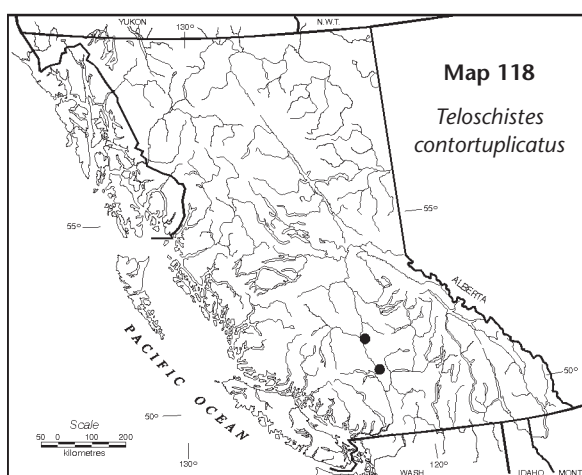 YUKON
130°
N.W.T.
Map 118
Teloschistes
contortuplicatus
55°
55°
ALBERTA
PACIFIC OCEAN
50°
50°
Scale
50 0 100 200
kilometres
130°
120°
WASH
IDAHO
MONT